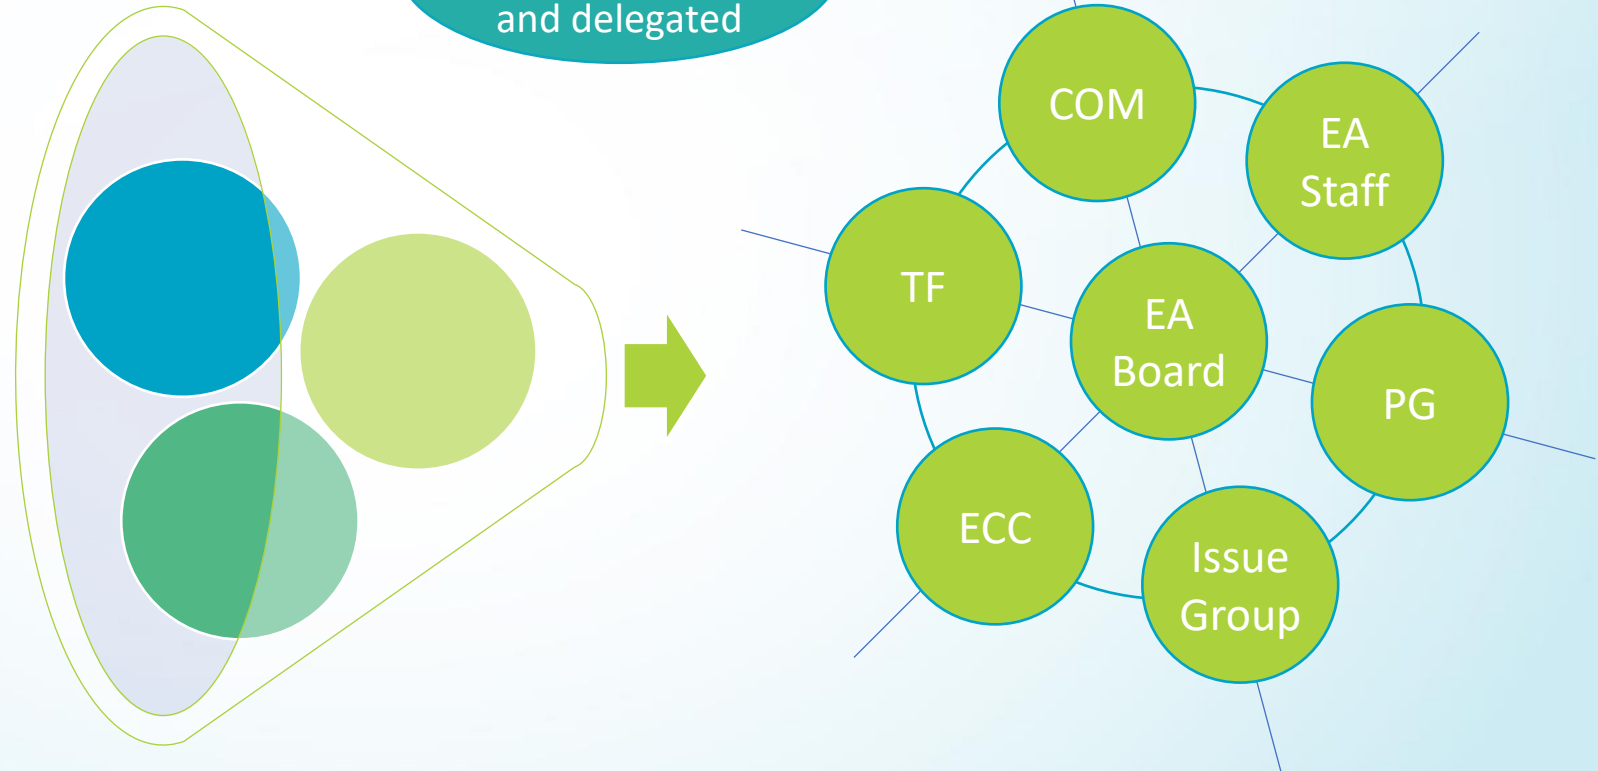 and delegated
COM
EA
Staff
TF
EA
Board
PG
ECC
Issue
Group